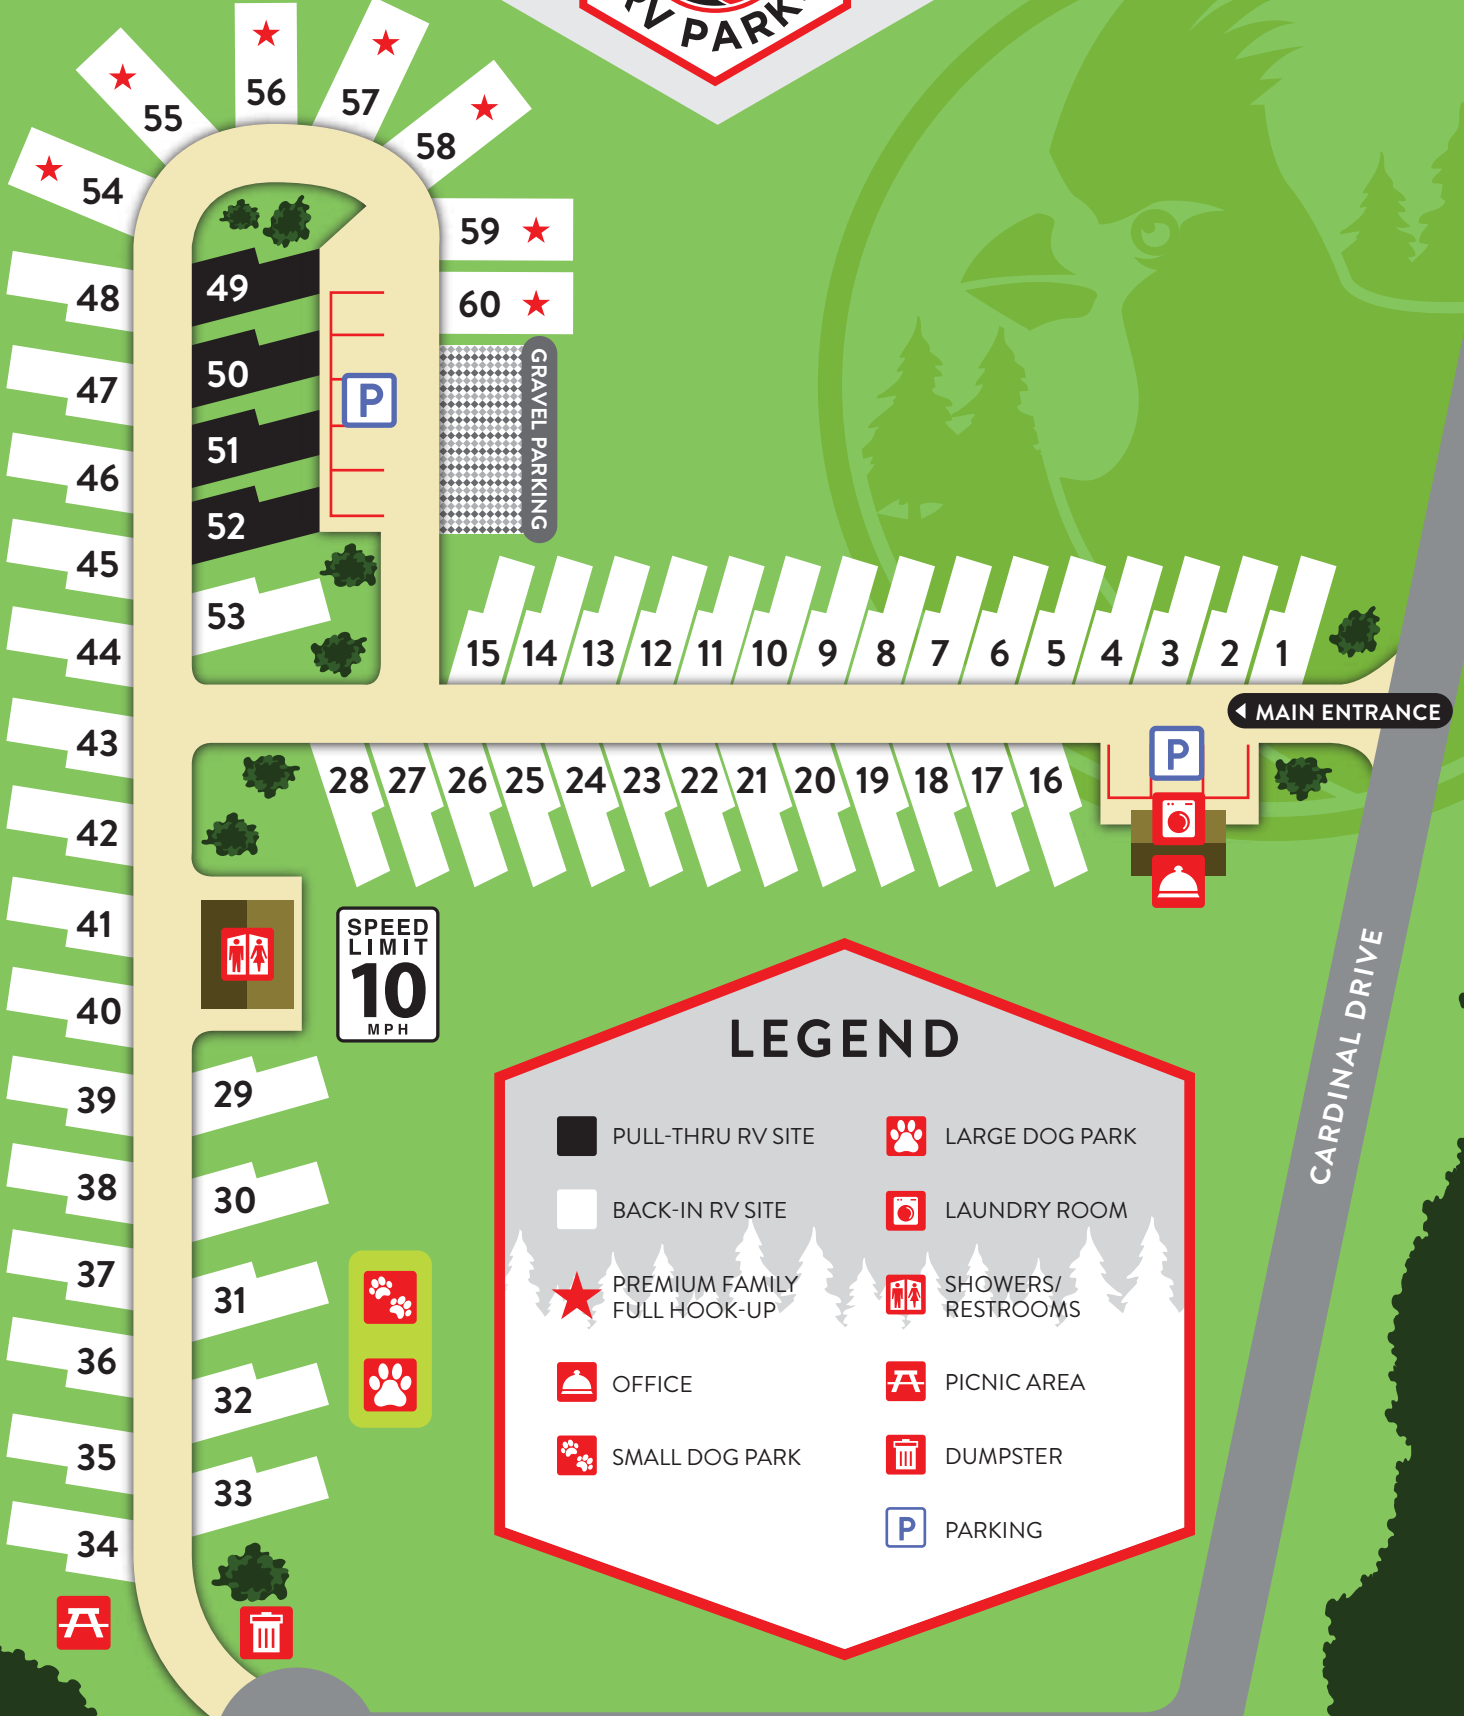 RV PARK
56
57
55
58
54
59
60
48
49
47
50
46
51
GRAVEL PARKING
45
52
44
53
15 14 13 12 11 10 9 8 7 6 5 4 3 2 1
P
MAIN ENTRANCE
43
28 27 26 25 24 23 22 21 20 19 18 17 16
P
42
41
SPEED
LIMIT
10
MPH
40
39
29
38
30
37
31
36
32
35
33
34
CARDINAL DRIVE
LEGEND
PULL-THRU RV SITE
BACK-IN RV SITE
PREMIUM FAMILY
FULL HOOK-UP
OFFICE
SMALL DOG PARK
LARGE DOG PARK
LAUNDRY ROOM
SHOWERS/
RESTROOMS
PICNIC AREA
DUMPSTER
P PARKING